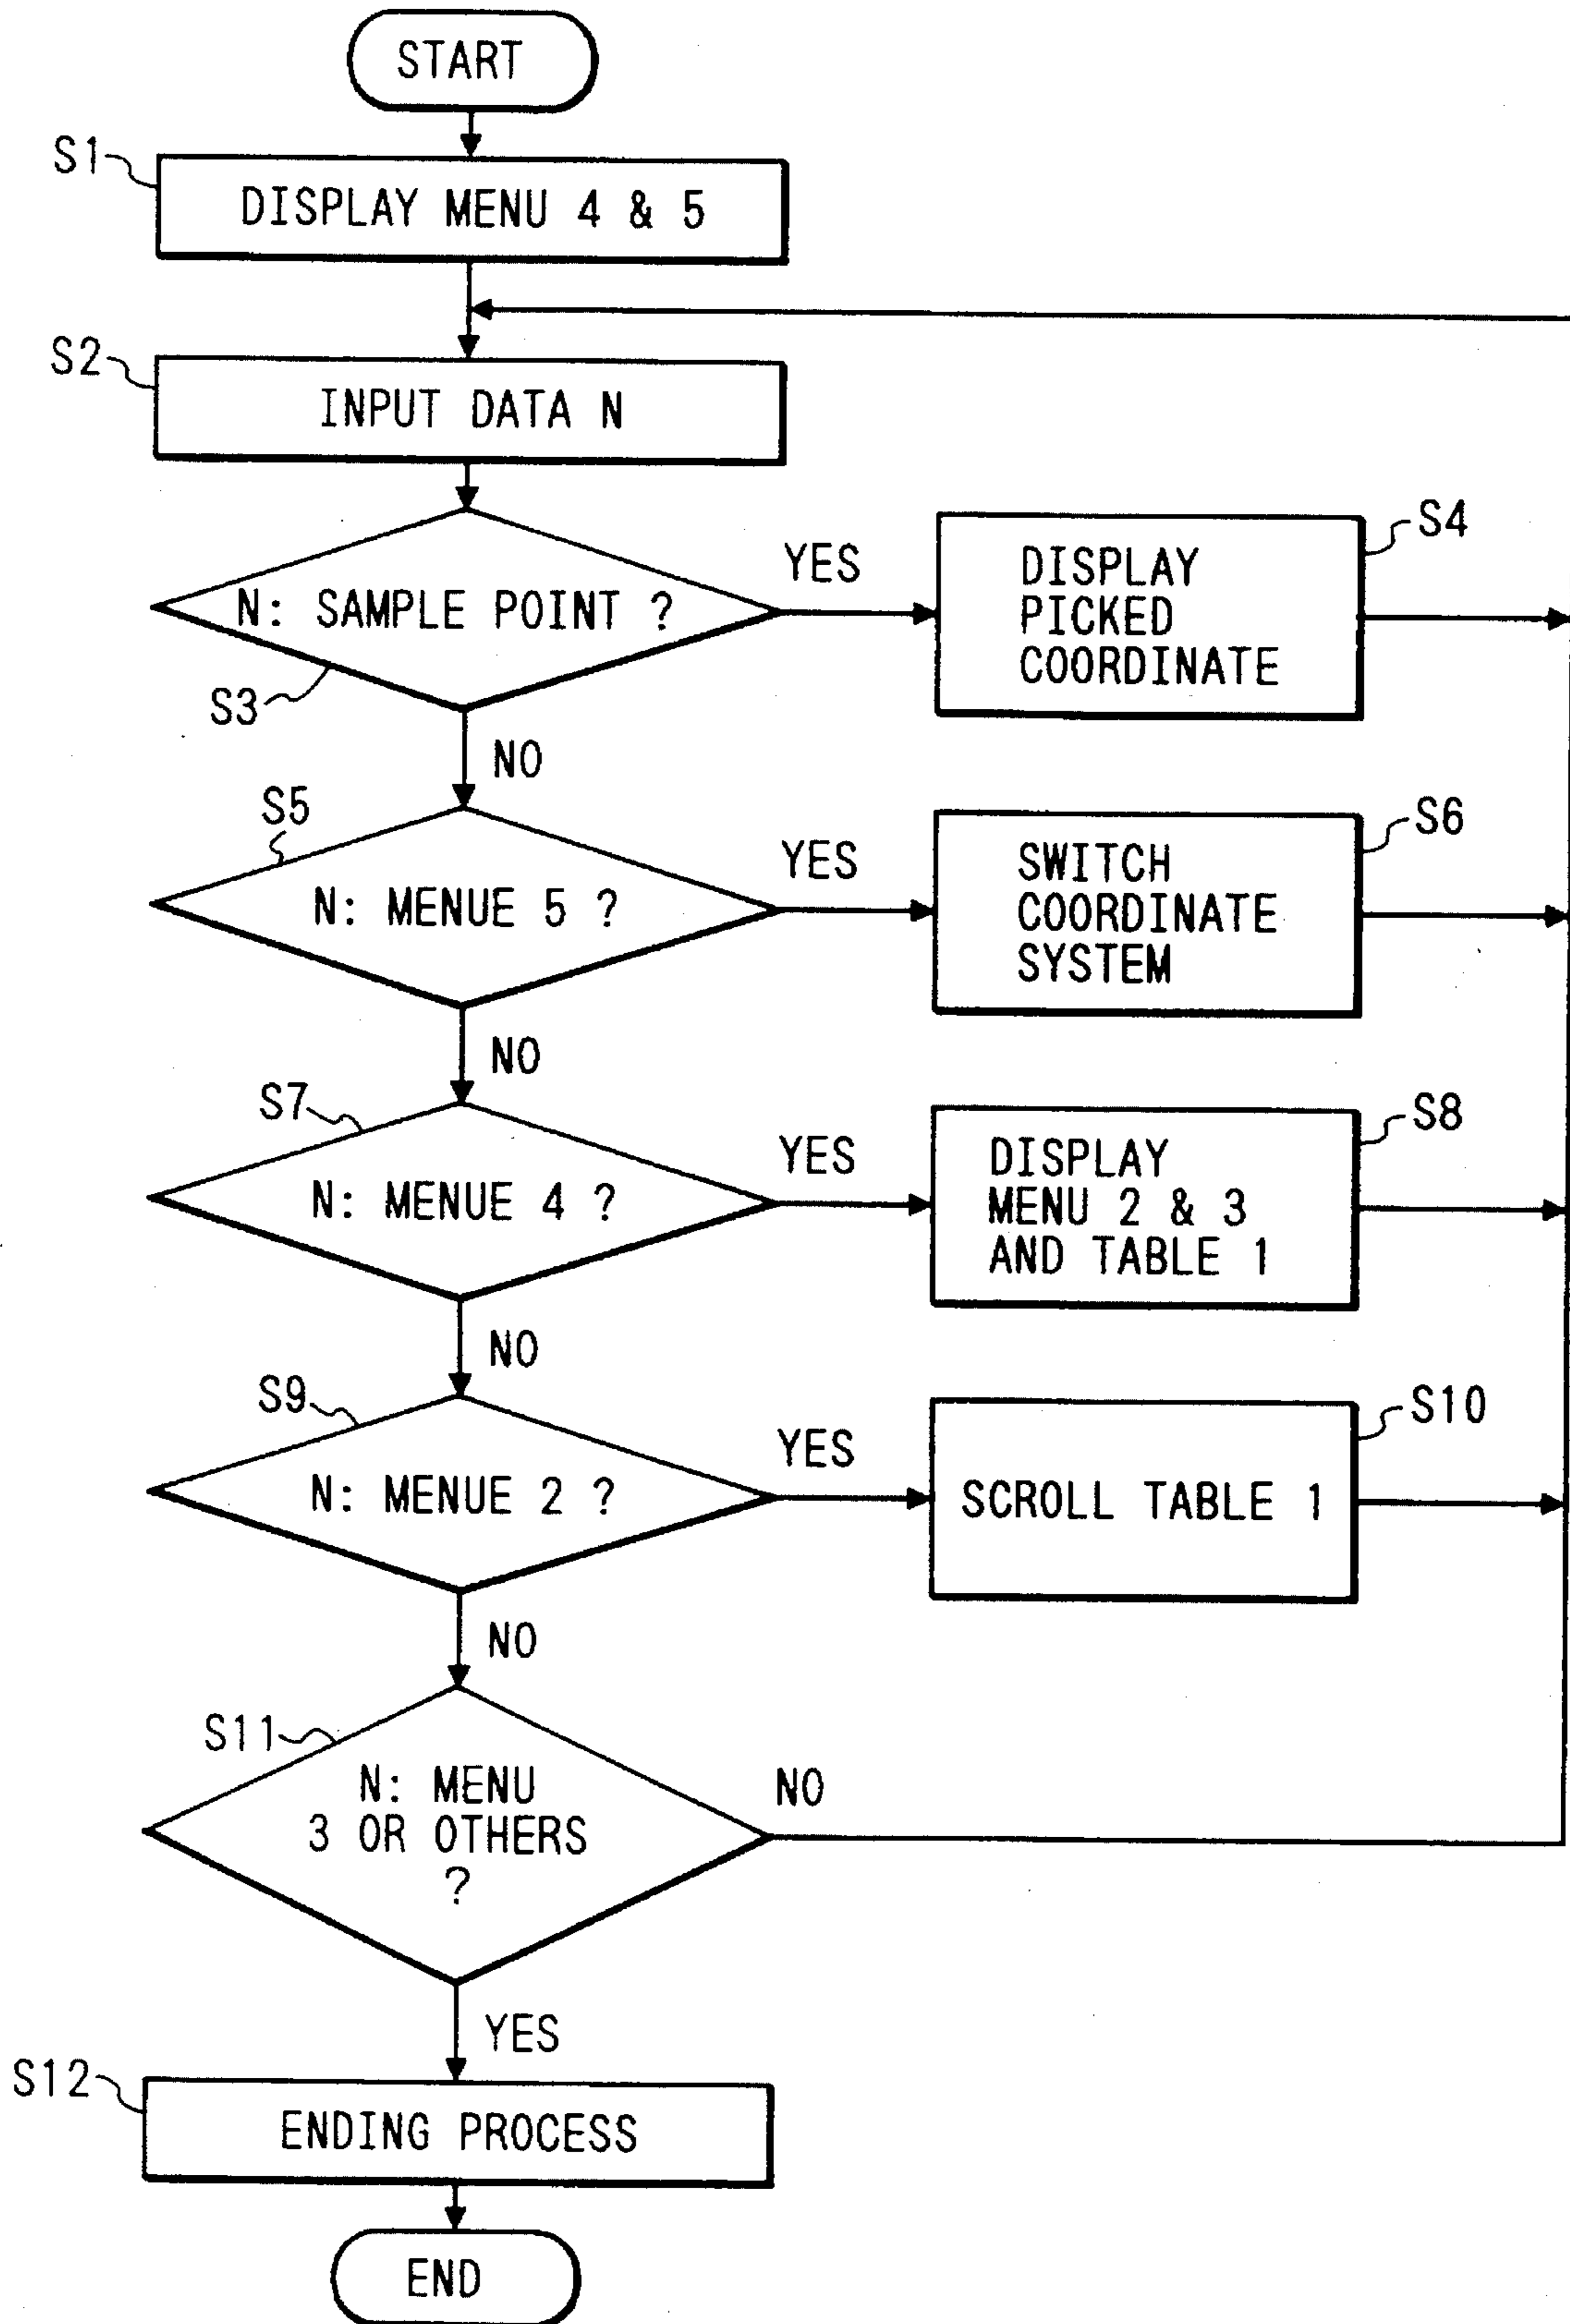 START
S1
DISPLAY MENU 4 & 5
S2
INPUT DATA N
N: SAMPLE POINT ?
S3
YES
DISPLAY
PICKED
COORDINATE
S4
NO
S5
N: MENUE 5 ?
YES
SWITCH
COORDINATE
SYSTEM
S6
NO
S7
N: MENUE 4 ?
YES
DISPLAY
MENU 2 & 3
AND TABLE 1
S8
NO
S9
N: MENUE 2 ?
YES
SCROLL TABLE 1
S10
NO
S11
N: MENU
3 OR OTHERS
?
NO
YES
S12
ENDING PROCESS
END